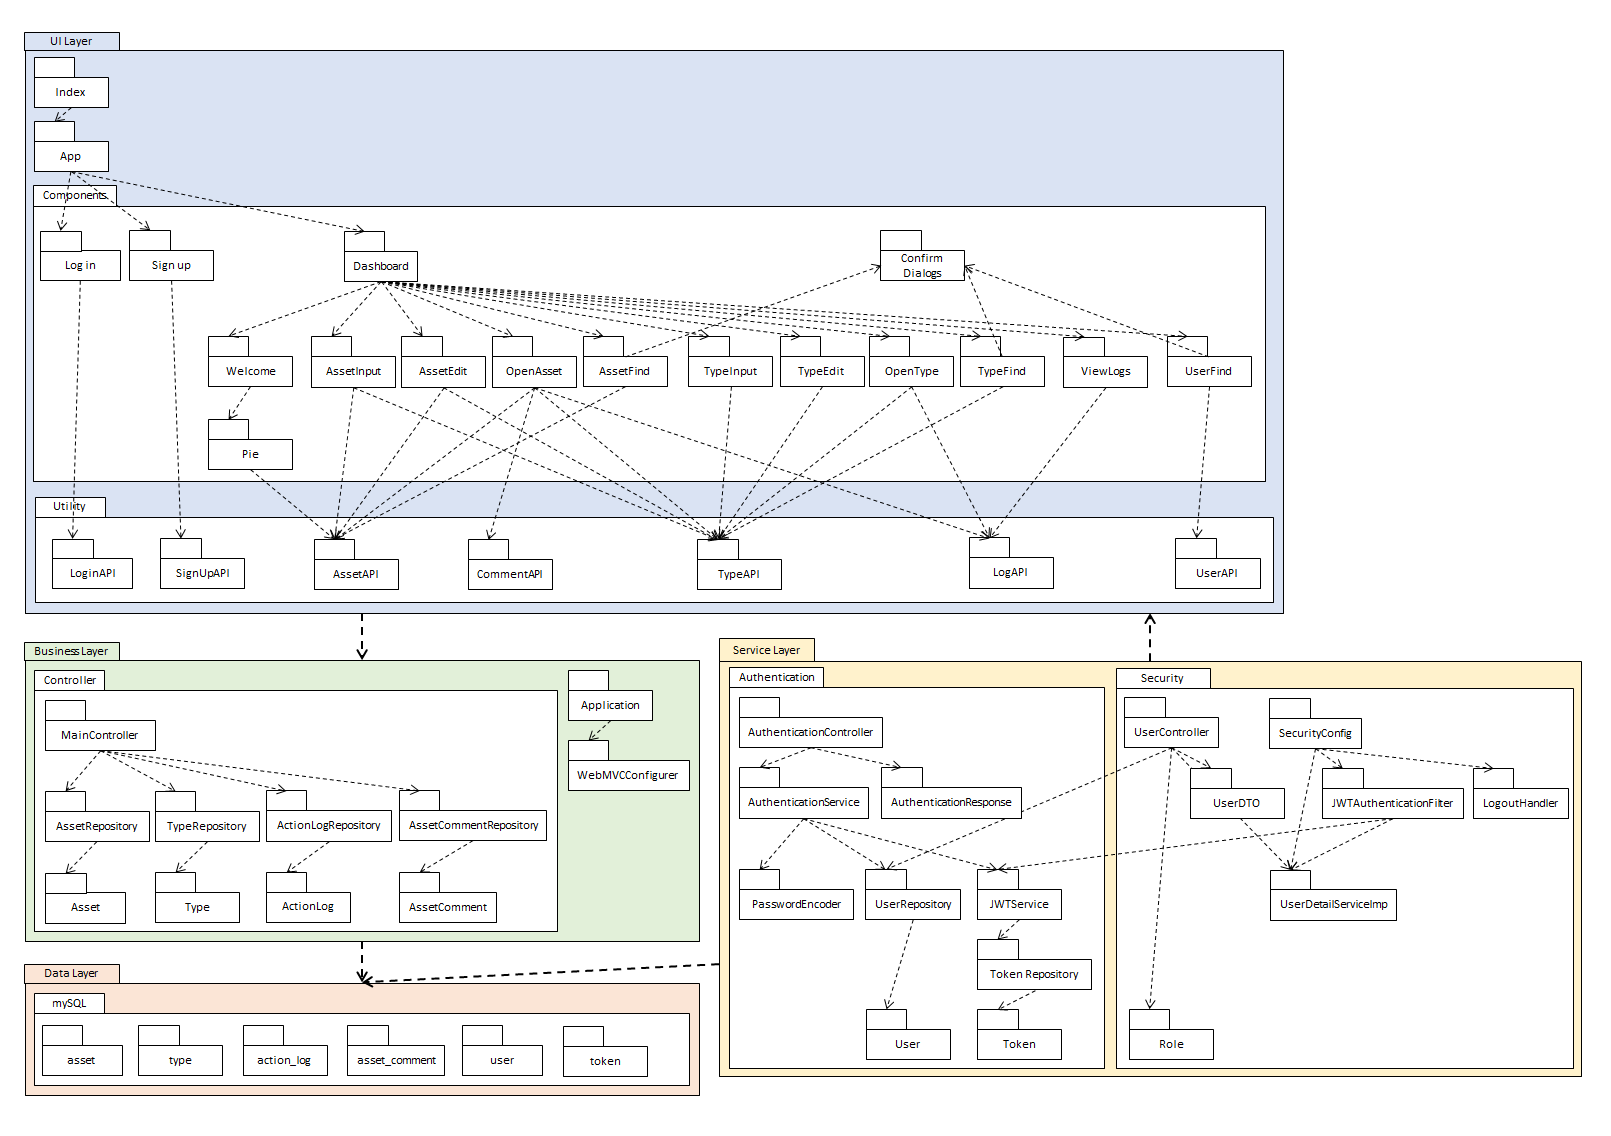 UI Layer
Index
App
Components
Log in
Sign up
Dashboard
Confirm
Dialogs
Welcome
AssetInput
AssetEdit
OpenAsset
AssetFind
TypeInput
TypeEdit
OpenType
TypeFind
ViewLogs
UserFind
Pie
Utility
LoginAPI
SignUpAPI
AssetAPI
CommentAPI
TypeAPI
LogAPI
UserAPI
Business Layer
Controller
MainController
Application
WebMVCConfigurer
AssetRepository
TypeRepository
ActionLogRepository
AssetCommentRepository
Asset
Type
ActionLog
AssetComment
Service Layer
Authentication
AuthenticationController
AuthenticationService
AuthenticationResponse
PasswordEncoder
UserRepository
JWTService
Token Repository
User
Token
Security
UserController
SecurityConfig
UserDTO
JWTAuthenticationFilter
LogoutHandler
UserDetailServiceImp
Role
Data Layer
mySQL
asset
type
action_log
asset_comment
user
token